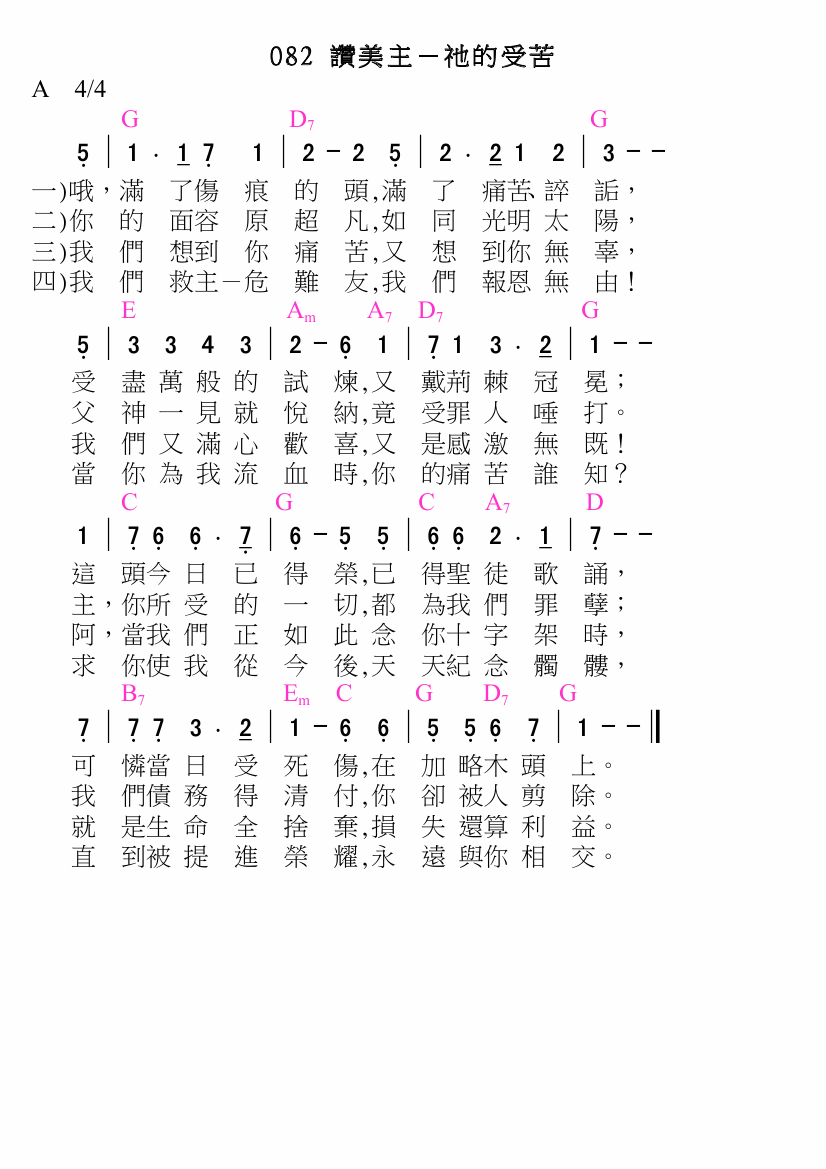 082 讚美主－祂的受苦
A 4/4
G D7 G
5 | 1 . 1 7 1 | 2 - 2 5 | 2 . 2 1 2 | 3 - -
一)哦，滿 了傷 痕 的 頭,滿 了 痛苦、誶 詬，
二)你 的 面容 原 超 凡,如 同 光明 太 陽，
三)我 們 想到 你 痛 苦,又 想 到你 無 辜，
四)我 們 救主－危 難 友,我 們 報恩 無 由！
E Am A7 D7 G
5 | 3 3 4 3 | 2 - 6 1 | 7 1 3 . 2 | 1 - -
受 盡 萬 般 的 試 煉,又 戴荊 棘 冠 冕；
父 神 一 見 就 悅 納,竟 受罪 人 唾 打。
我 們 又 滿 心 歡 喜,又 是感 激 無 既！
當 你 為 我 流 血 時,你 的痛 苦 誰 知？
C G C A7 D
1 | 7 6 6 . 7 | 6 - 5 5 | 6 6 2 . 1 | 7 - -
這 頭今 日 已 得 榮,已 得聖 徒 歌 誦，
主，你所 受 的 一 切,都 為我 們 罪 孽；
阿，當我 們 正 如 此 念 你十 字 架 時，
求 你使 我 從 今 後,天 天紀 念 髑 髏，
B7 Em C G D7 G
7 | 7 7 3 . 2 | 1 - 6 6 | 5 5 6 7 | 1 - - ‖
可 憐當 日 受 死 傷,在 加 略木 頭 上。
我 們債 務 得 清 付,你 卻 被人 剪 除。
就 是生 命 全 捨 棄,損 失 還算 利 益。
直 到被 提 進 榮 耀,永 遠 與你 相 交。